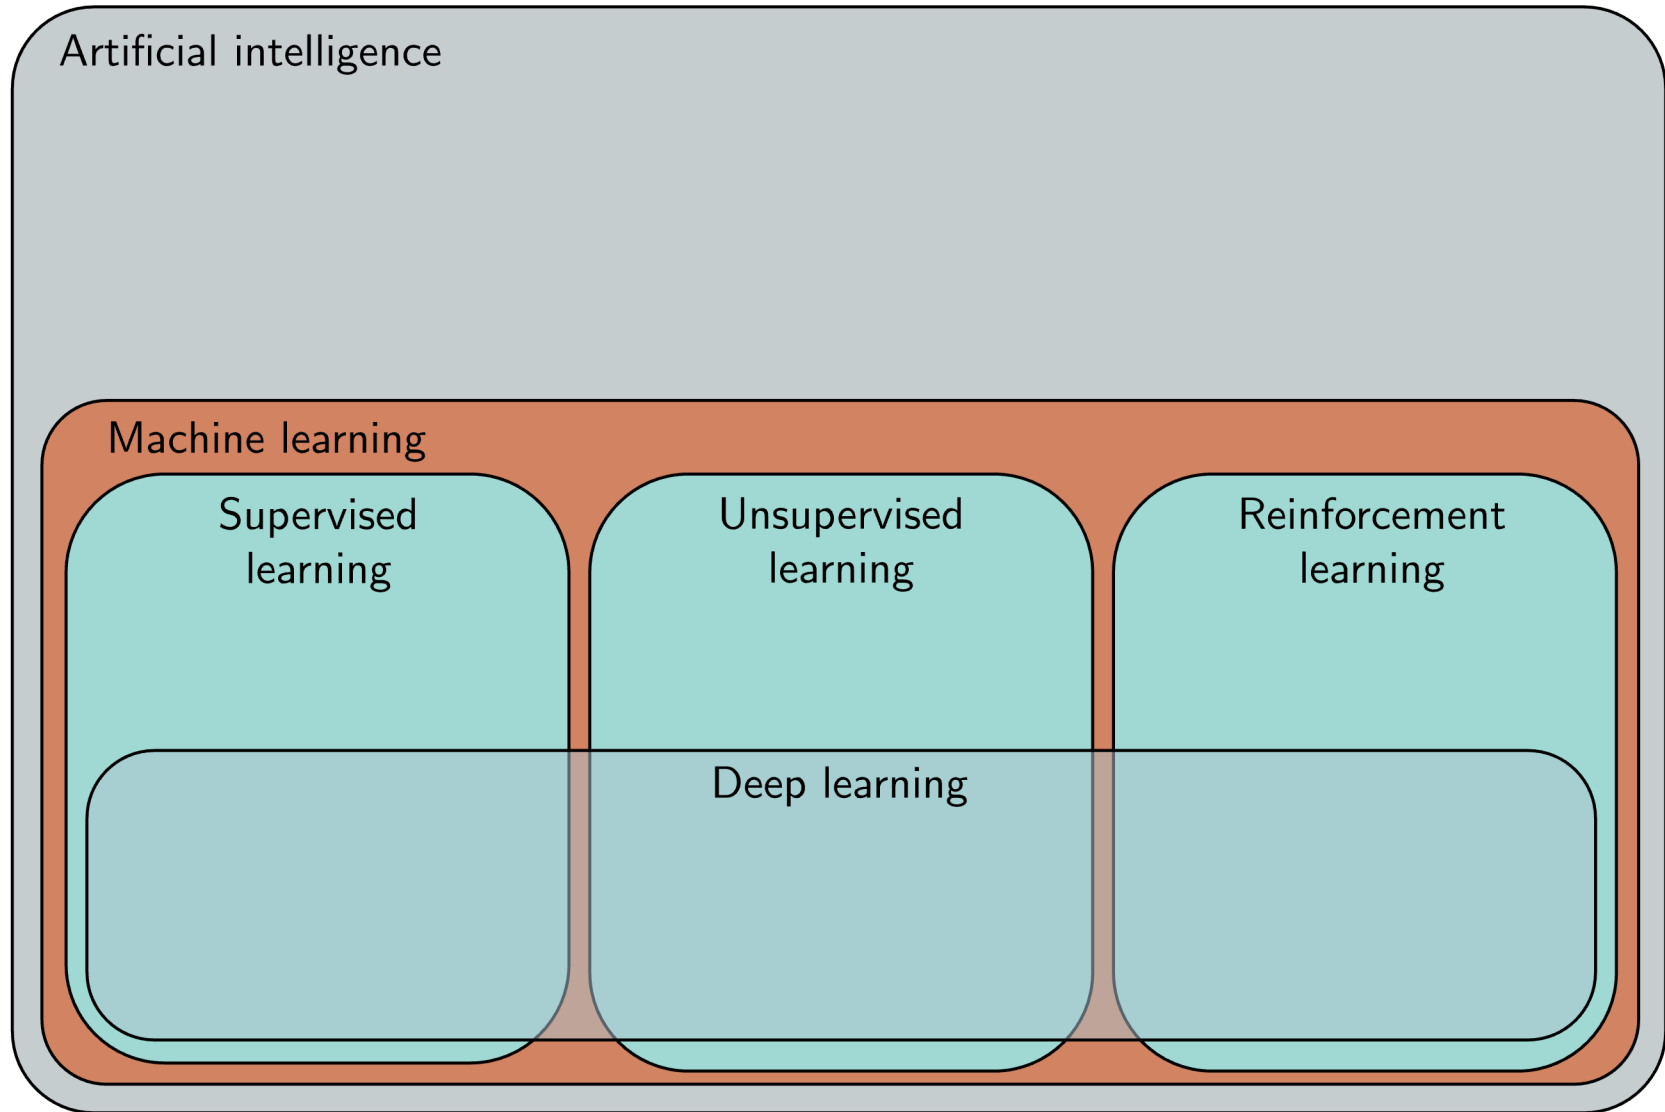 Artificial intelligence
Machine learning
Supervised
learning
Unsupervised
learning
Reinforcement
learning
Deep learning